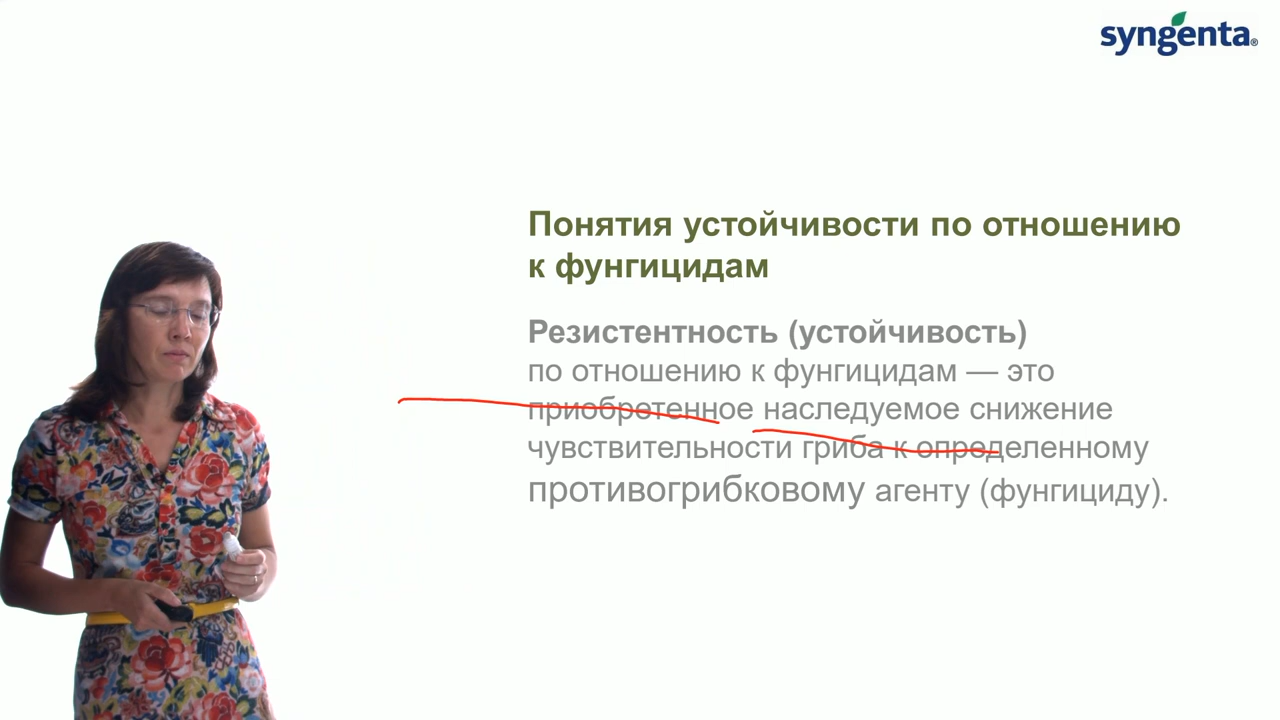 syngenta®
Понятия устойчивости по отношению
к фунгицидам
Резистентность (устойчивость)
по отношению к фунгицидам — это
приобретенное наследуемое снижение
чувствительности гриба к определенному
противогрибковому агенту (фунгициду).